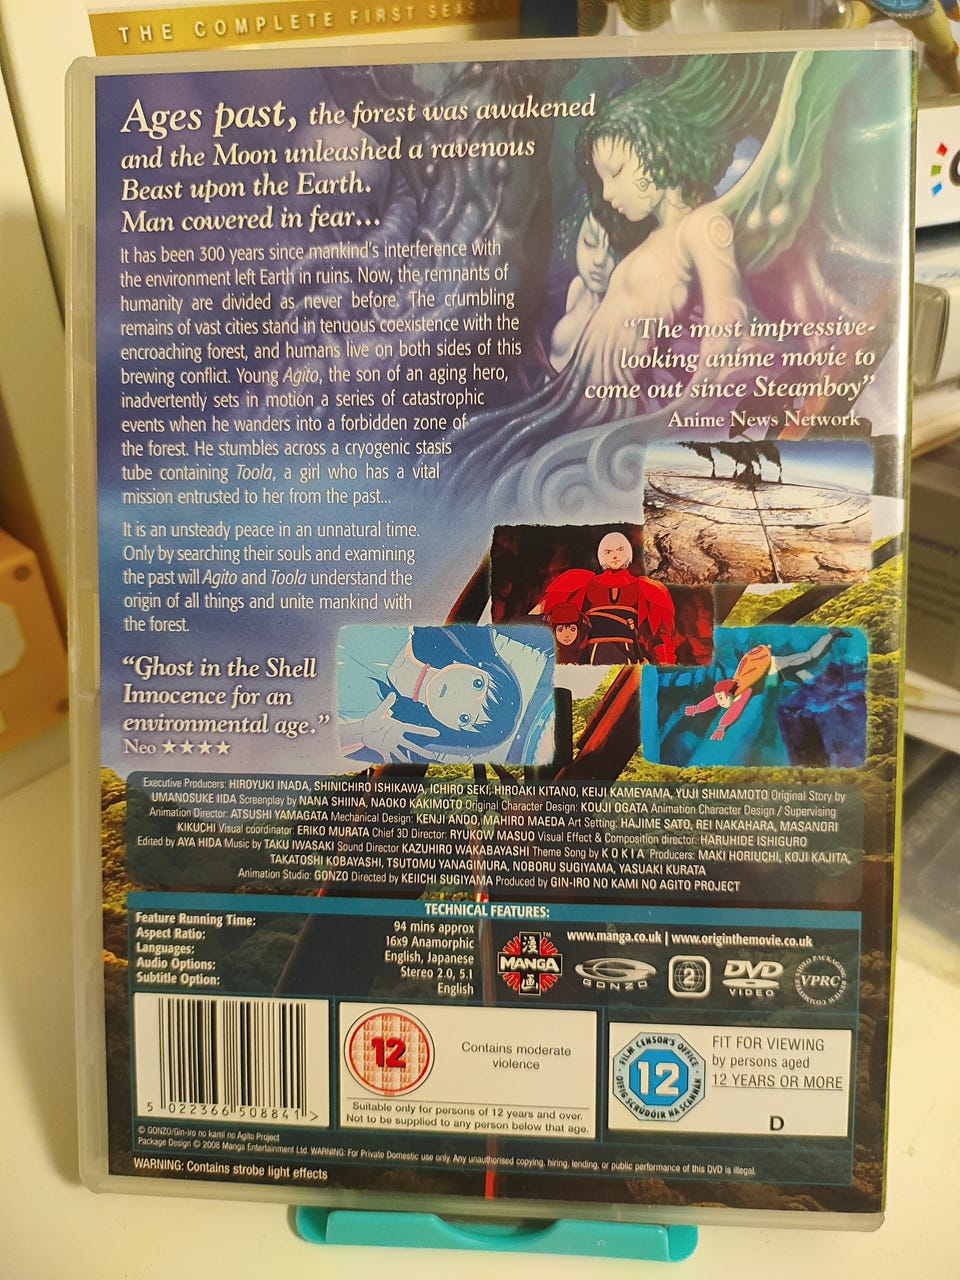 THE COMPLETE FIRST SEASON
Ages past, the forest was awakened
and the Moon unleashed a ravenous
Beast upon the Earth.
Man cowered in fear...
It has been 300 years since mankind's interference with
the environment left Earth in ruins. Now, the remnants of
humanity are divided as never before. The crumbling
remains of vast cities stand in tenuous coexistence with the
encroaching forest, and humans live on both sides of this
brewing conflict. Young Agito, the son of an aging hero,
inadvertently sets in motion a series of catastrophic
events when he wanders into a forbidden zone of
the forest. He stumbles across a cryogenic stasis
tube containing Toola, a girl who has a vital
mission entrusted to her from the past...
It is an unsteady peace in an unnatural time.
Only by searching their souls and examining
the past will Agito and Toola understand the
origin of all things and unite mankind with
the forest.
"The most impressive-
looking anime movie to
come out since Steamboy"
Anime News Network
"Ghost in the Shell
Innocence for an
environmental age."
Neo ★★★★
Executive Producers: HIROYUKI INADA, SHINICHIRO ISHIKAWA, ICHIRO SEKI, HIROAKI KITANO, KEIJI KAMEYAMA, YUJI SHIMAMOTO Original Story by
UMANOSUKE IIDA Screenplay by NANA SHIINA, NAOKO KAKIMOTO Original Character Design: KOUJI OGATA Animation Character Design / Supervising
Animation Director: ATSUSHI YAMAGATA Mechanical Design: KENJI ANDO, MAHIRO MAEDA Art Setting: HAJIME SATO, REI NAKAHARA, MASANORI
KIKUCHI Visual coordinator: ERIKO MURATA Chief 3D Director: RYUKOW MASUO Visual Effect & Composition director: HARUHIDE ISHIGURO
Edited by AYA HIDA Music by TAKU IWASAKI Sound Director KAZUHIRO WAKABAYASHI Theme Song by K O K I A Producers: MAKI HORIUCHI, KOJI KAJITA,
TAKATOSHI KOBAYASHI, TSUTOMU YANAGIMURA, NOBORU SUGIYAMA, YASUAKI KURATA
Animation Studio: GONZO Directed by KEIICHI SUGIYAMA Produced by GIN-IRO NO KAMI NO AGITO PROJECT
TECHNICAL FEATURES:
Feature Running Time: 94 mins approx
Aspect Ratio: 16x9 Anamorphic
Languages: English, Japanese
Audio Options: Stereo 2.0, 5.1
Subtitle Option: English
漫
MANGA
画
TM
www.manga.co.uk | www.originthemovie.co.uk
GONZO
2
DVD
VIDEO
VIDEO PACKAGING
VPRC
REVIEW COMMITTEE
5 022366 508841 >
12
Contains moderate
violence
Suitable only for persons of 12 years and over.
Not to be supplied to any person below that age.
FILM CENSOR'S OFFICE
12
OIFIG SCRÚDÓIR NA SCANNÁN
FIT FOR VIEWING
by persons aged
12 YEARS OR MORE
D
© GONZO/Gin-iro no kami no Agito Project
Package Design © 2008 Manga Entertainment Ltd. WARNING: For Private Domestic use only. Any unauthorised copying, hiring, lending, or public performance of this DVD is illegal.
WARNING: Contains strobe light effects